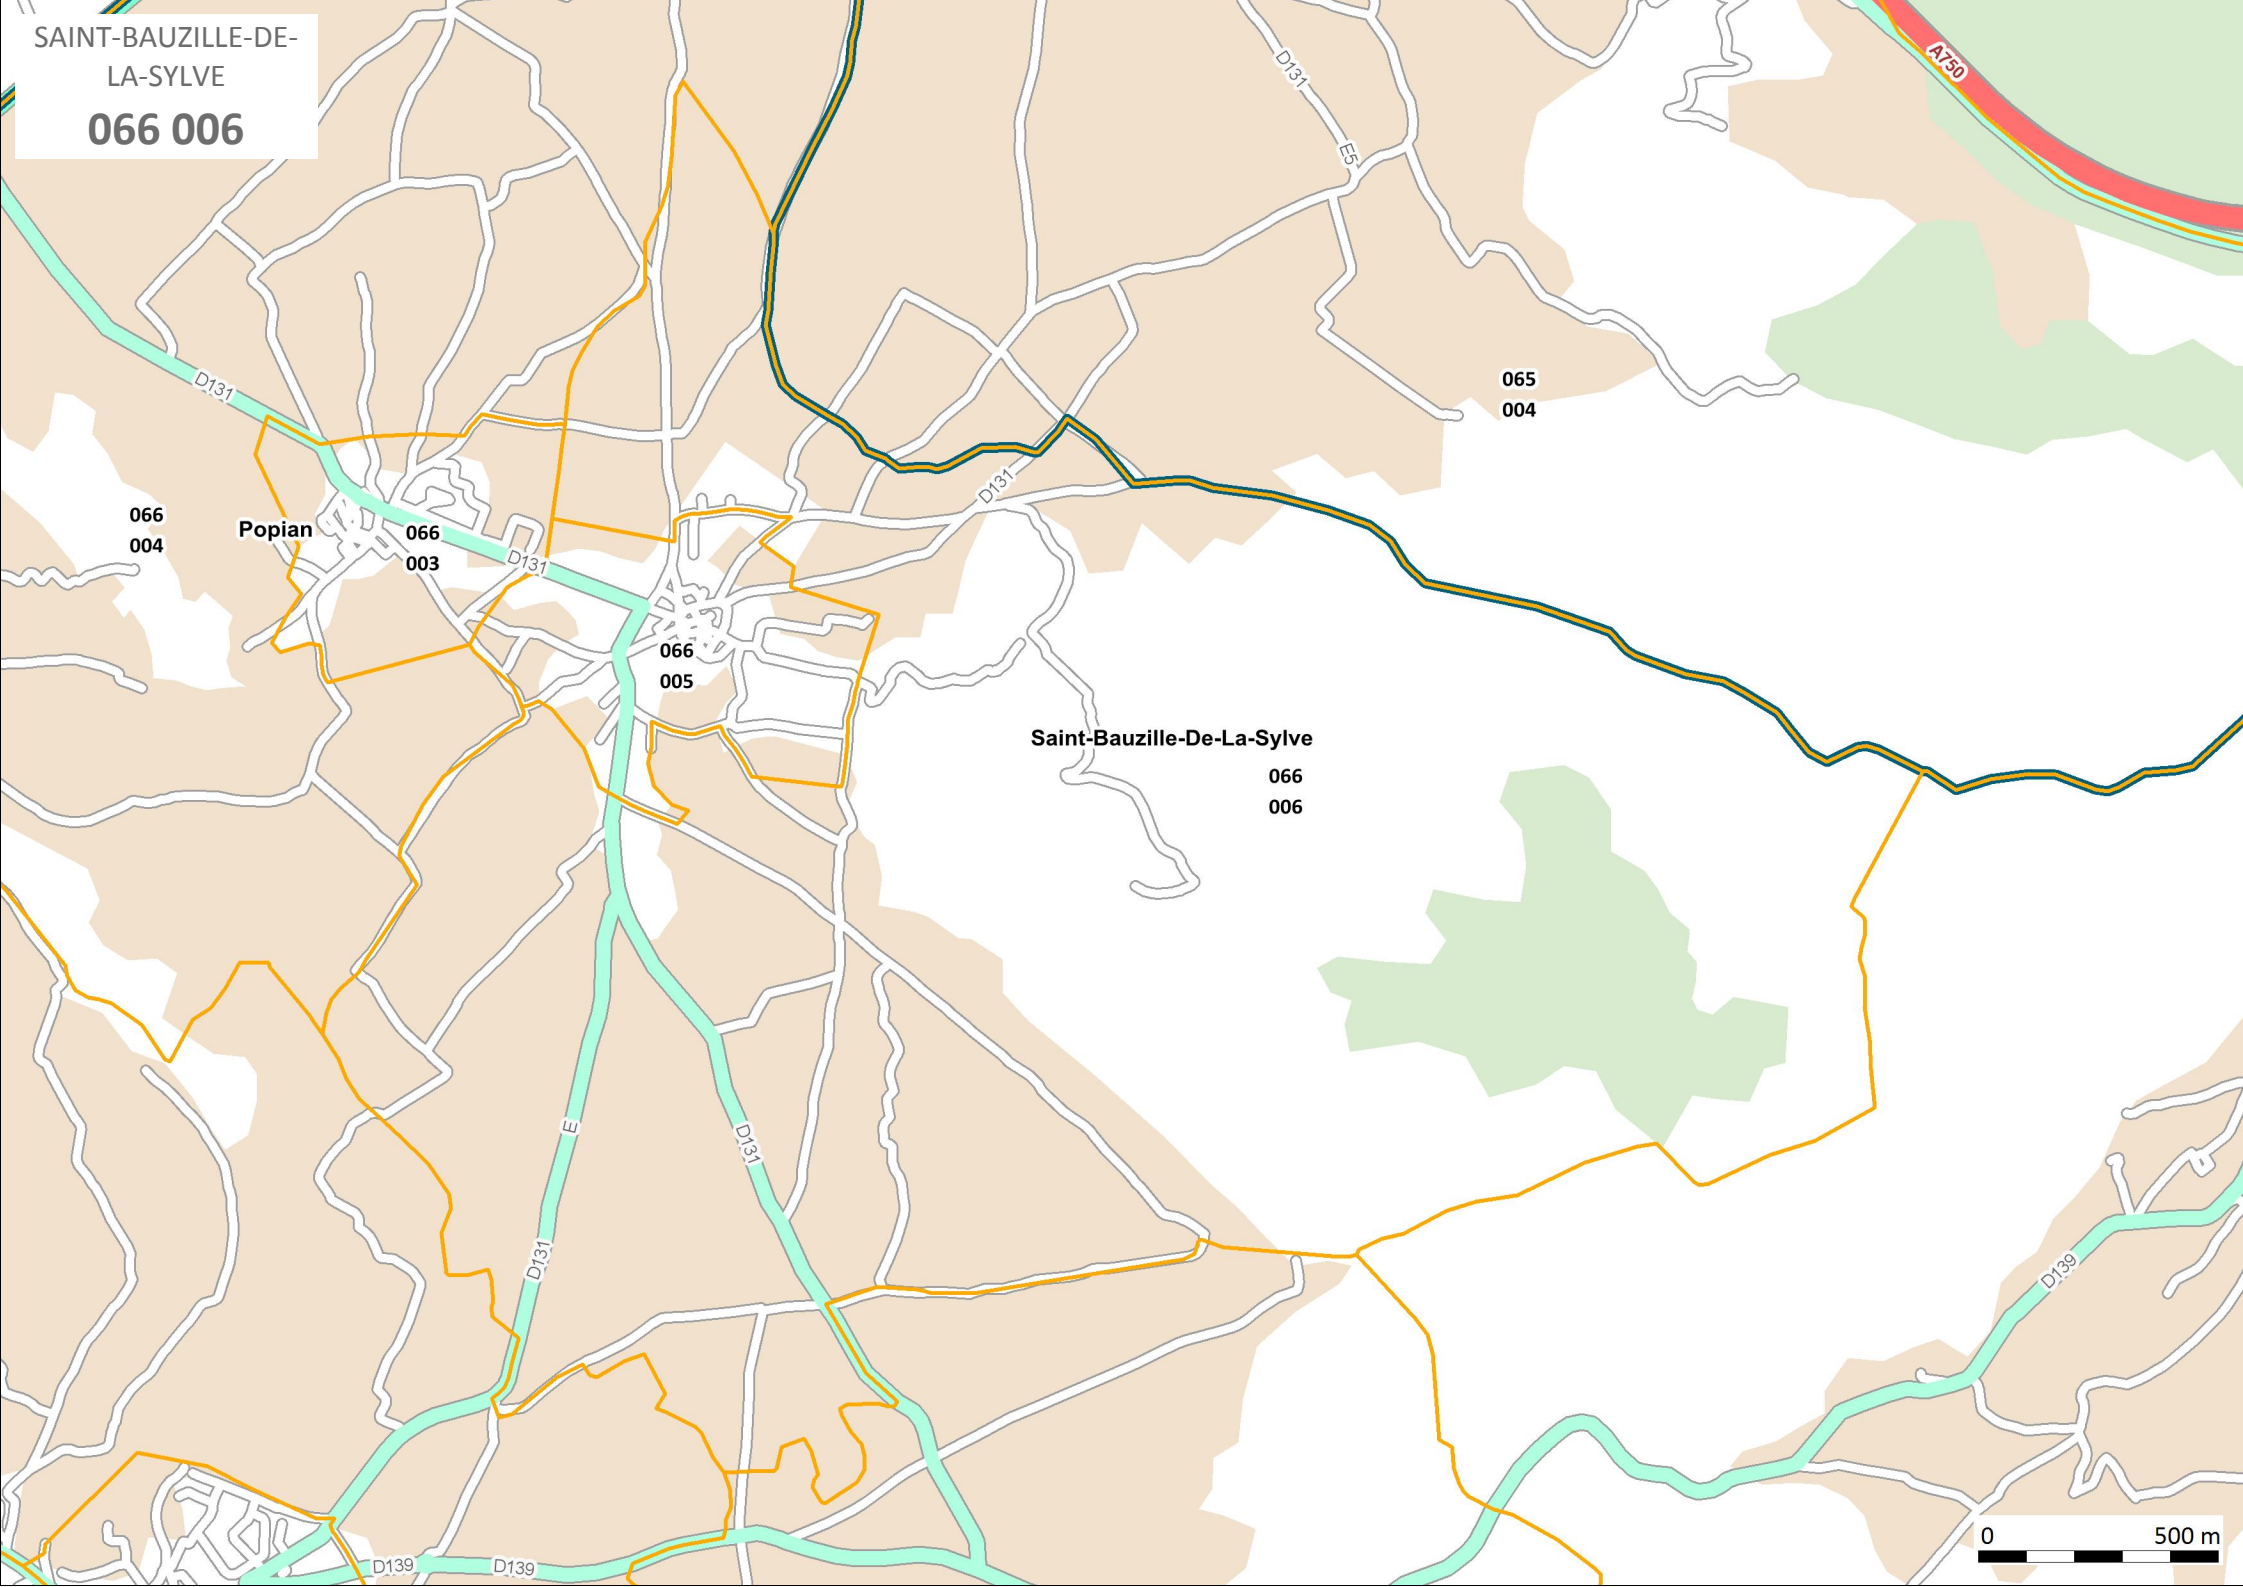 SAINT-BAUZILLE-DE-
LA-SYLVE
066 006
A750
D131
E5
D131
065
004
D131
066
004
Popian
066
003
D131
066
005
Saint-Bauzille-De-La-Sylve
066
006
E
D131
D131
D139
0 500 m
D139
D139